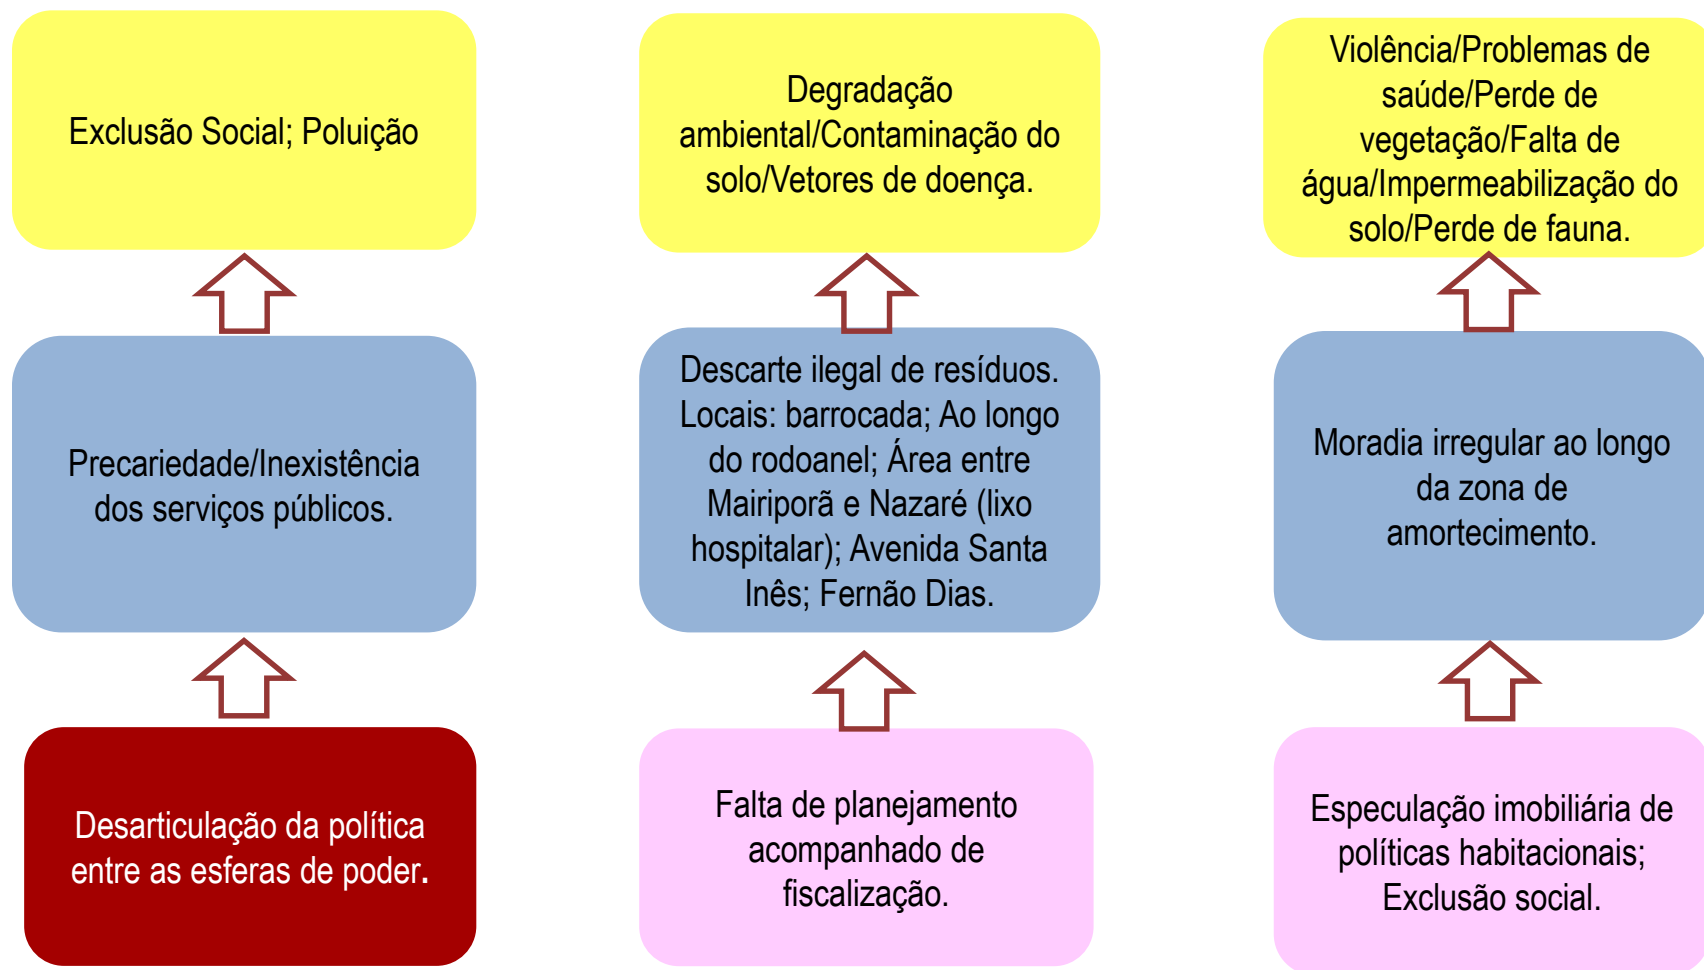 Exclusão Social; Poluição
Degradação
ambiental/Contaminação do
solo/Vetores de doença.
Violência/Problemas de
saúde/Perde de
vegetação/Falta de
água/Impermeabilização do
solo/Perde de fauna.
Precariedade/Inexistência
dos serviços públicos.
Descarte ilegal de resíduos.
Locais: barrocada; Ao longo
do rodoanel; Área entre
Mairiporã e Nazaré (lixo
hospitalar); Avenida Santa
Inês; Fernão Dias.
Moradia irregular ao longo
da zona de
amortecimento.
Desarticulação da política
entre as esferas de poder.
Falta de planejamento
acompanhado de
fiscalização.
Especulação imobiliária de
políticas habitacionais;
Exclusão social.